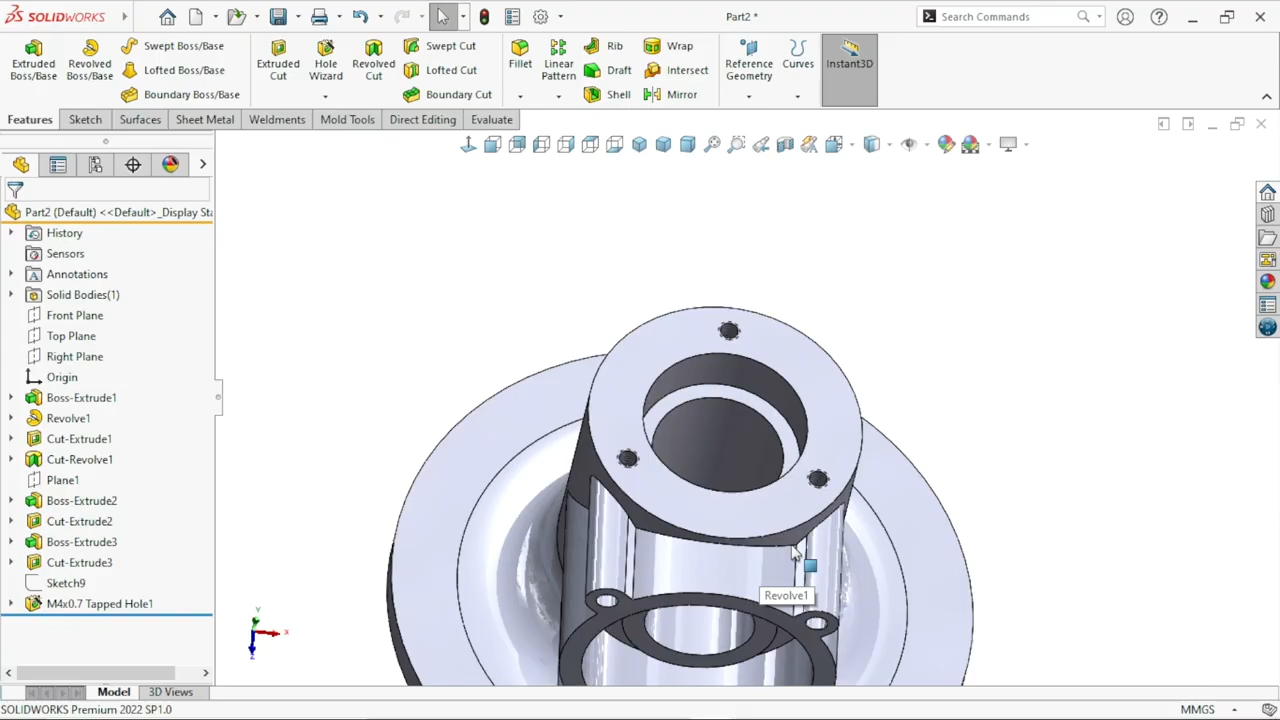 SOLIDWORKS
Part2 *
Search Commands
Extruded Boss/Base
Revolved Boss/Base
Swept Boss/Base
Lofted Boss/Base
Boundary Boss/Base
Extruded Cut
Hole Wizard
Revolved Cut
Swept Cut
Lofted Cut
Boundary Cut
Fillet
Linear Pattern
Rib
Draft
Shell
Wrap
Intersect
Mirror
Reference Geometry
Curves
Instant3D
Features
Sketch
Surfaces
Sheet Metal
Weldments
Mold Tools
Direct Editing
Evaluate
Part2 (Default) <<Default>_Display Sta
History
Sensors
Annotations
Solid Bodies(1)
Front Plane
Top Plane
Right Plane
Origin
Boss-Extrude1
Revolve1
Cut-Extrude1
Cut-Revolve1
Plane1
Boss-Extrude2
Cut-Extrude2
Boss-Extrude3
Cut-Extrude3
Sketch9
M4x0.7 Tapped Hole1
Revolve1
Y
X
Z
Model
3D Views
SOLIDWORKS Premium 2022 SP1.0
MMGS